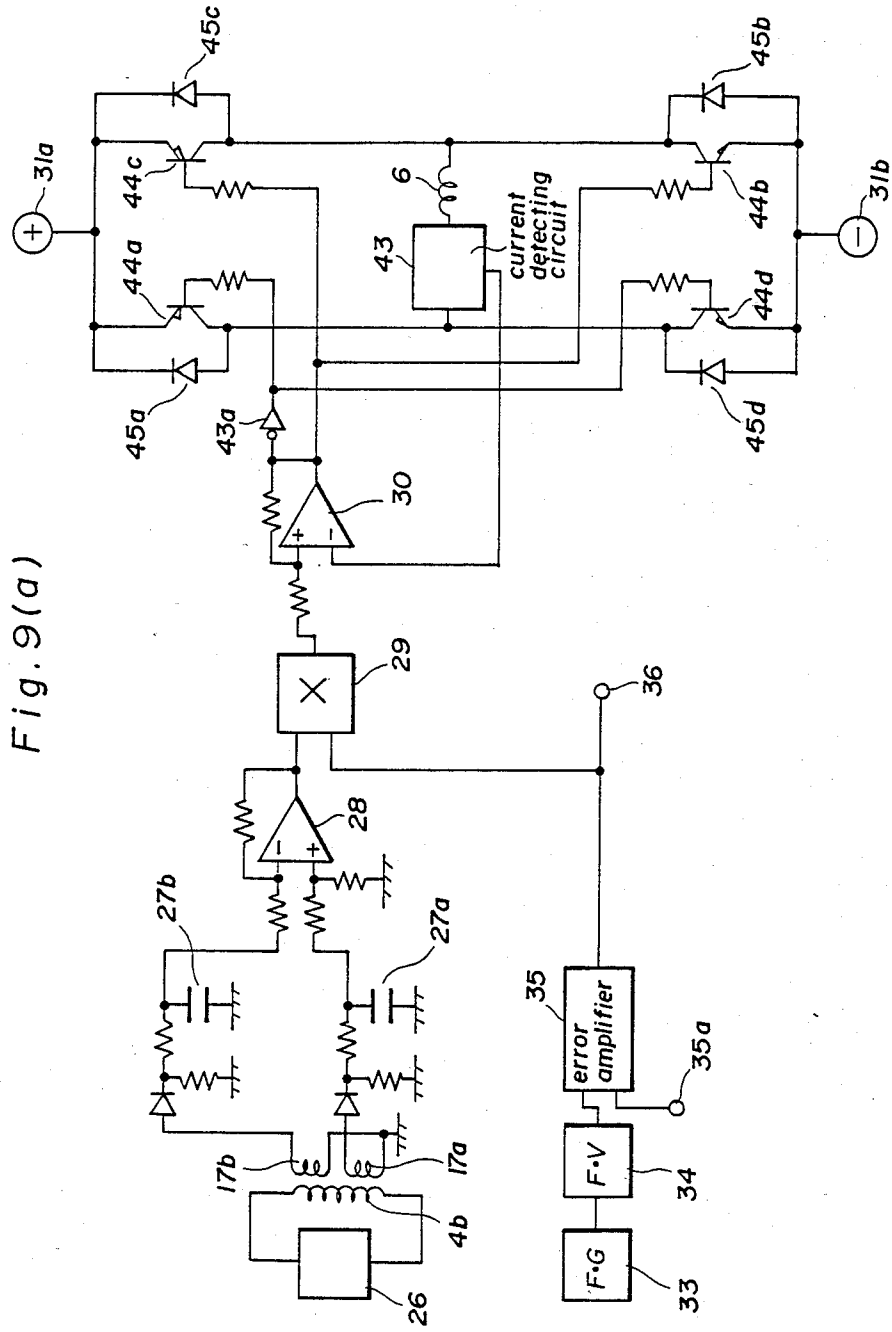 Fig. 9(a)
31a
+
45c
44c
44a
45a
43a
6
43
current
detecting
circuit
45b
44b
31b
−
44d
45d
+
−
30
×
29
36
−
+
28
27b
27a
17b
17a
4b
26
35
error
amplifier
35a
F·V
34
F·G
33